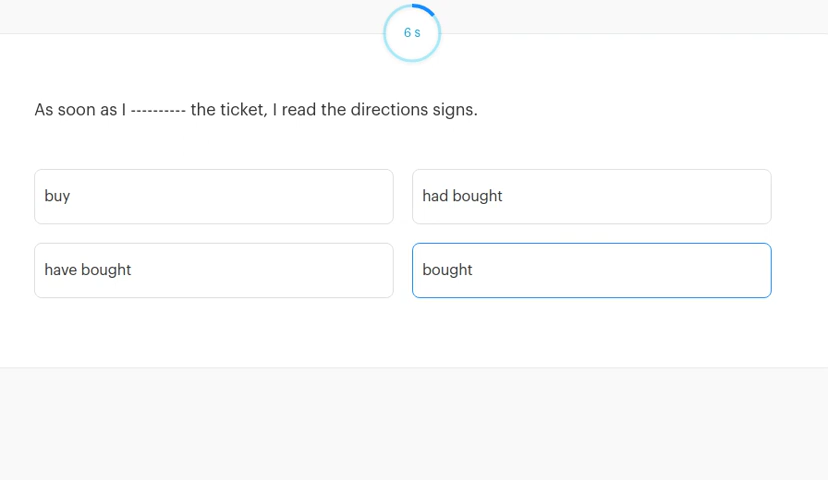 6 s
As soon as I ---------- the ticket, I read the directions signs.
buy
had bought
have bought
bought